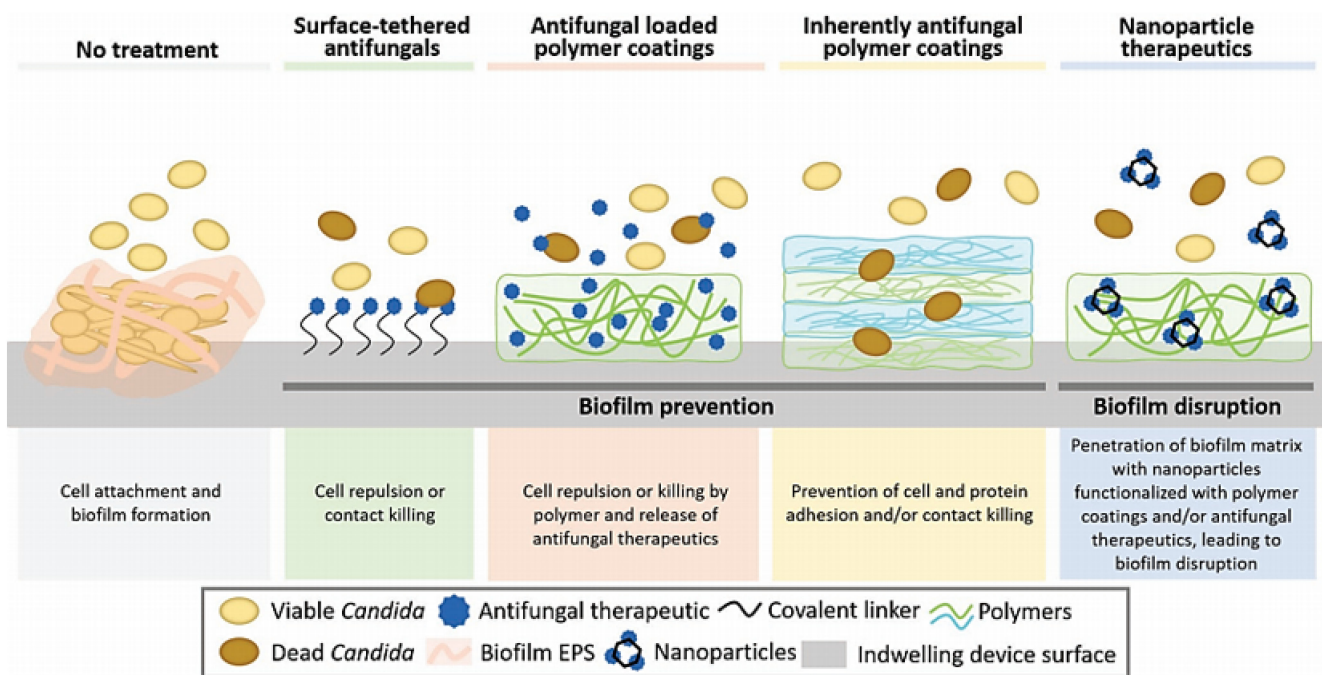 No treatment
Surface-tethered
antifungals
Antifungal loaded
polymer coatings
Inherently antifungal
polymer coatings
Nanoparticle
therapeutics
Biofilm prevention
Biofilm disruption
Cell attachment and
biofilm formation
Cell repulsion or
contact killing
Cell repulsion or killing by
polymer and release of
antifungal therapeutics
Prevention of cell and protein
adhesion and/or contact killing
Penetration of biofilm matrix
with nanoparticles
functionalized with polymer
coatings and/or antifungal
therapeutics, leading to
biofilm disruption
Viable Candida
Antifungal therapeutic
Covalent linker
Polymers
Dead Candida
Biofilm EPS
Nanoparticles
Indwelling device surface